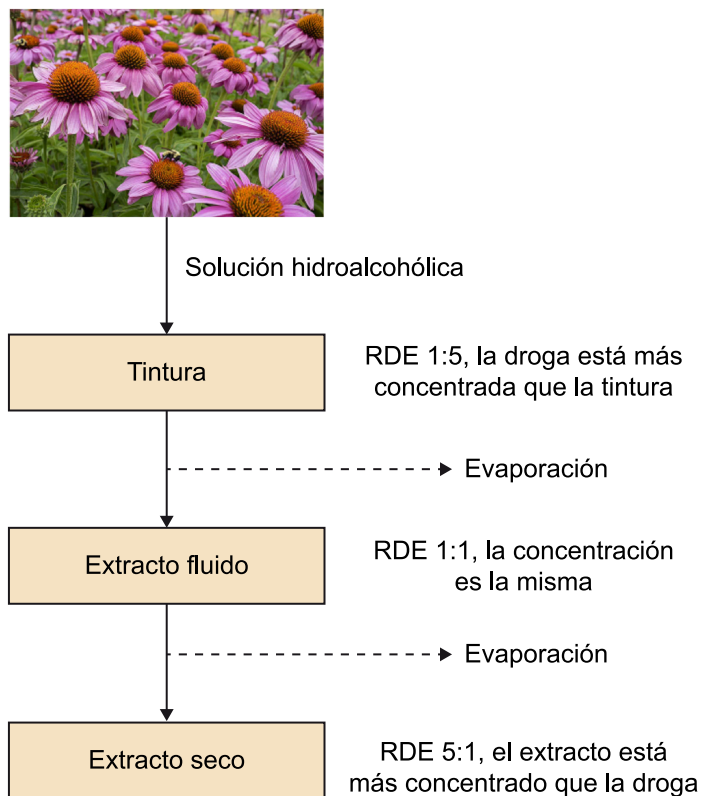 Solución hidroalcohólica
Tintura
RDE 1:5, la droga está más
concentrada que la tintura
Evaporación
Extracto fluido
RDE 1:1, la concentración
es la misma
Evaporación
Extracto seco
RDE 5:1, el extracto está
más concentrado que la droga